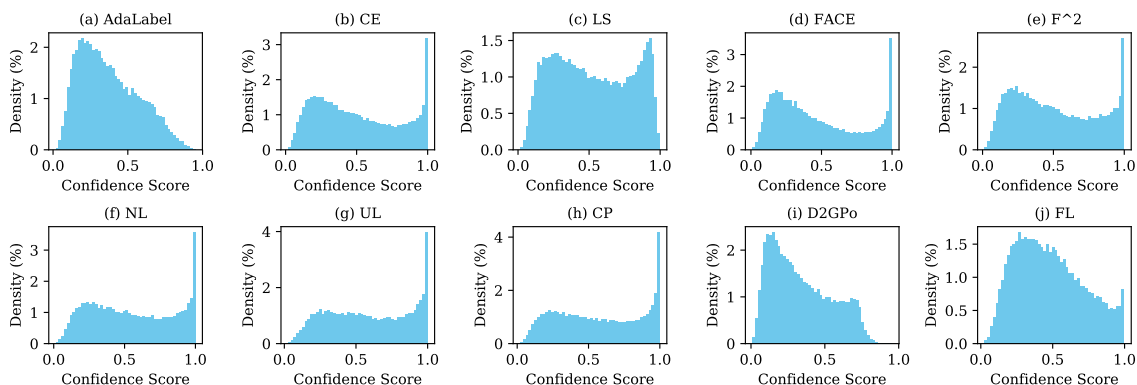 (a) AdaLabel
Density (%)
2
1
0
0.0 0.5 1.0
Confidence Score
(b) CE
Density (%)
3
2
1
0
0.0 0.5 1.0
Confidence Score
(c) LS
Density (%)
1.5
1.0
0.5
0.0
0.0 0.5 1.0
Confidence Score
(d) FACE
Density (%)
3
2
1
0
0.0 0.5 1.0
Confidence Score
(e) F^2
Density (%)
2
1
0
0.0 0.5 1.0
Confidence Score
(f) NL
Density (%)
3
2
1
0
0.0 0.5 1.0
Confidence Score
(g) UL
Density (%)
4
2
0
0.0 0.5 1.0
Confidence Score
(h) CP
Density (%)
4
2
0
0.0 0.5 1.0
Confidence Score
(i) D2GPo
Density (%)
2
1
0
0.0 0.5 1.0
Confidence Score
(j) FL
Density (%)
1.5
1.0
0.5
0.0
0.0 0.5 1.0
Confidence Score